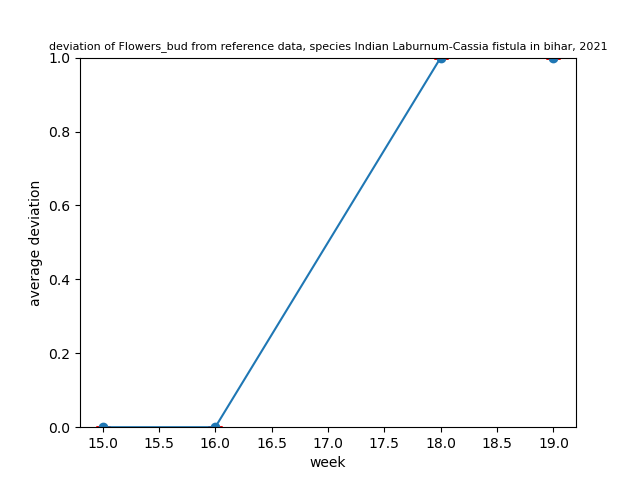 deviation of Flowers_bud from reference data, species Indian Laburnum-Cassia fistula in bihar, 2021
1.0
0.8
0.6
0.4
0.2
0.0
average deviation
15.0 15.5 16.0 16.5 17.0 17.5 18.0 18.5 19.0
week